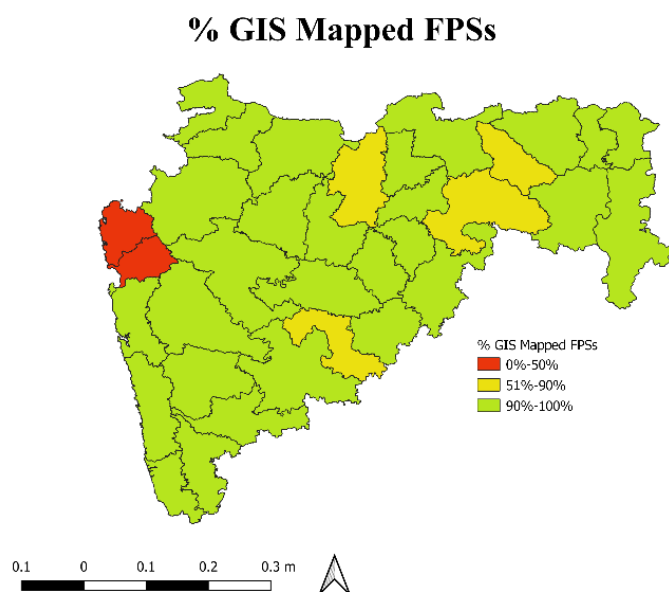 % GIS Mapped FPSs
% GIS Mapped FPSs
0%-50%
51%-90%
90%-100%
0.1 0 0.1 0.2 0.3 m